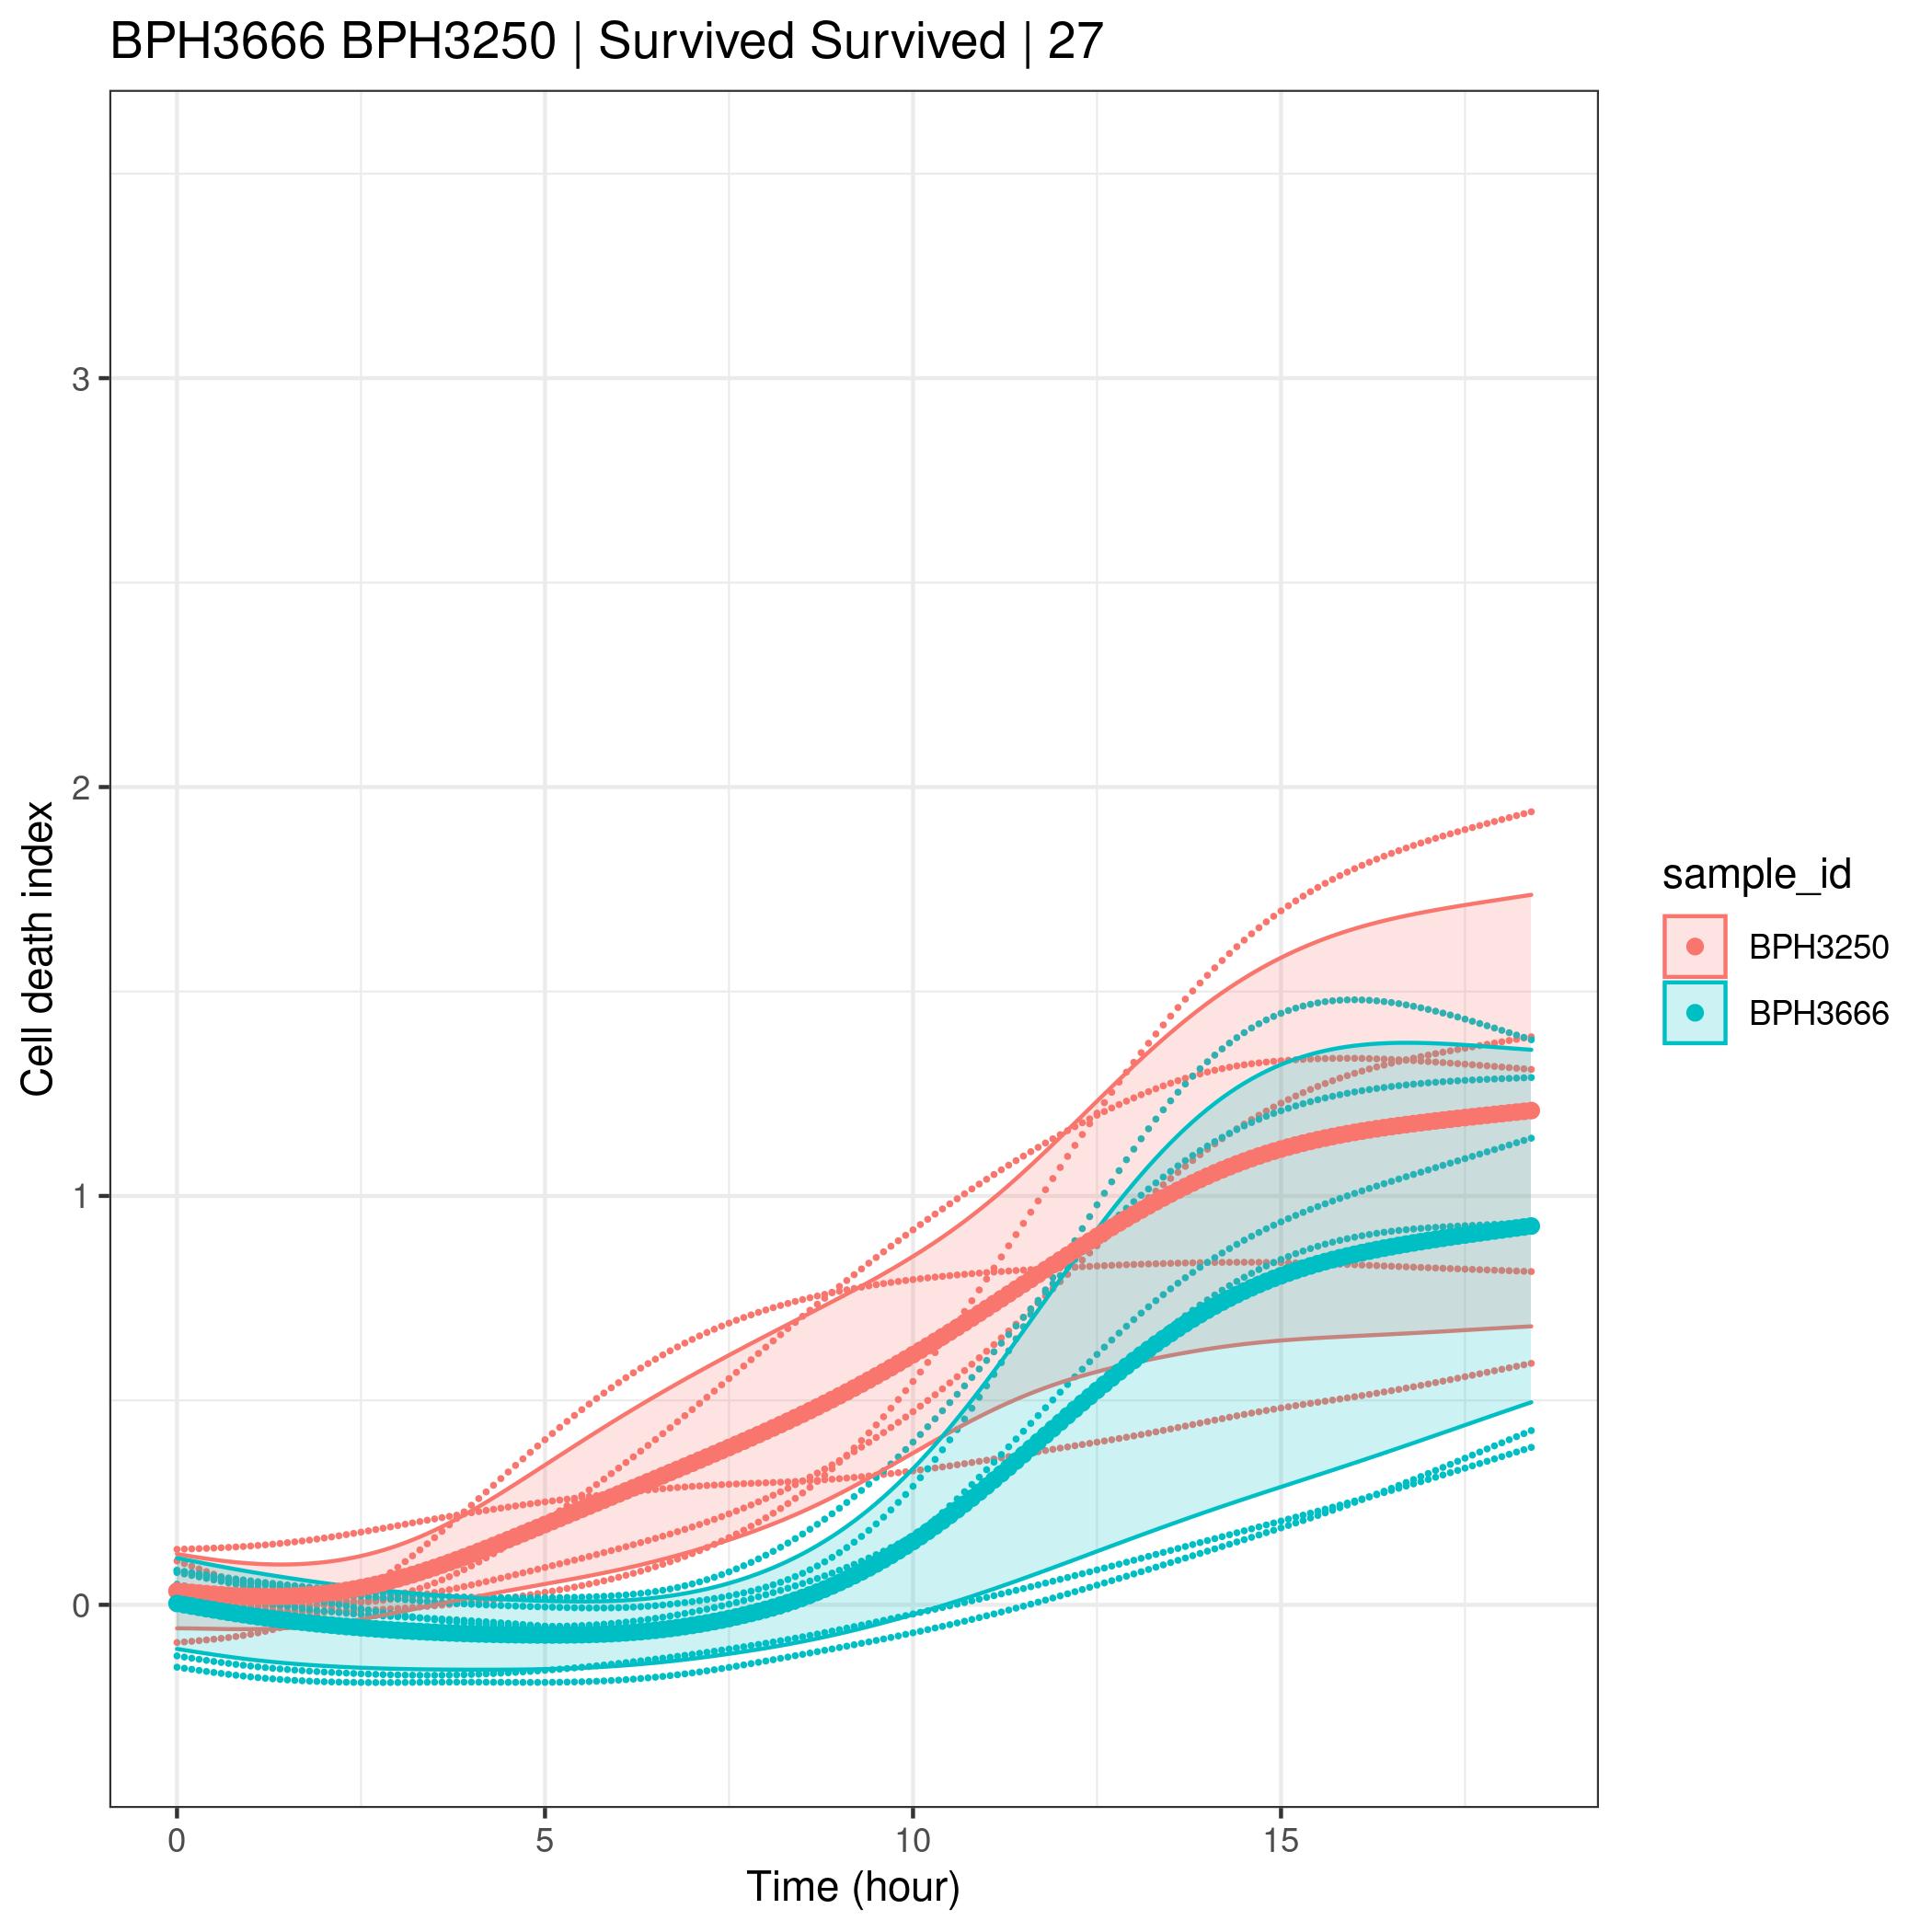 BPH3666 BPH3250 | Survived Survived | 27
Cell death index
3
2
1
0
0 5 10 15
Time (hour)
sample_id
BPH3250
BPH3666